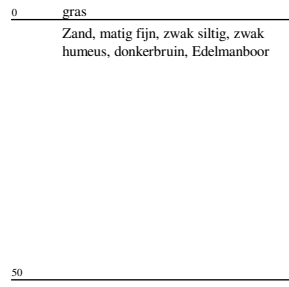 0 gras
Zand, matig fijn, zwak siltig, zwak
humeus, donkerbruin, Edelmanboor
50